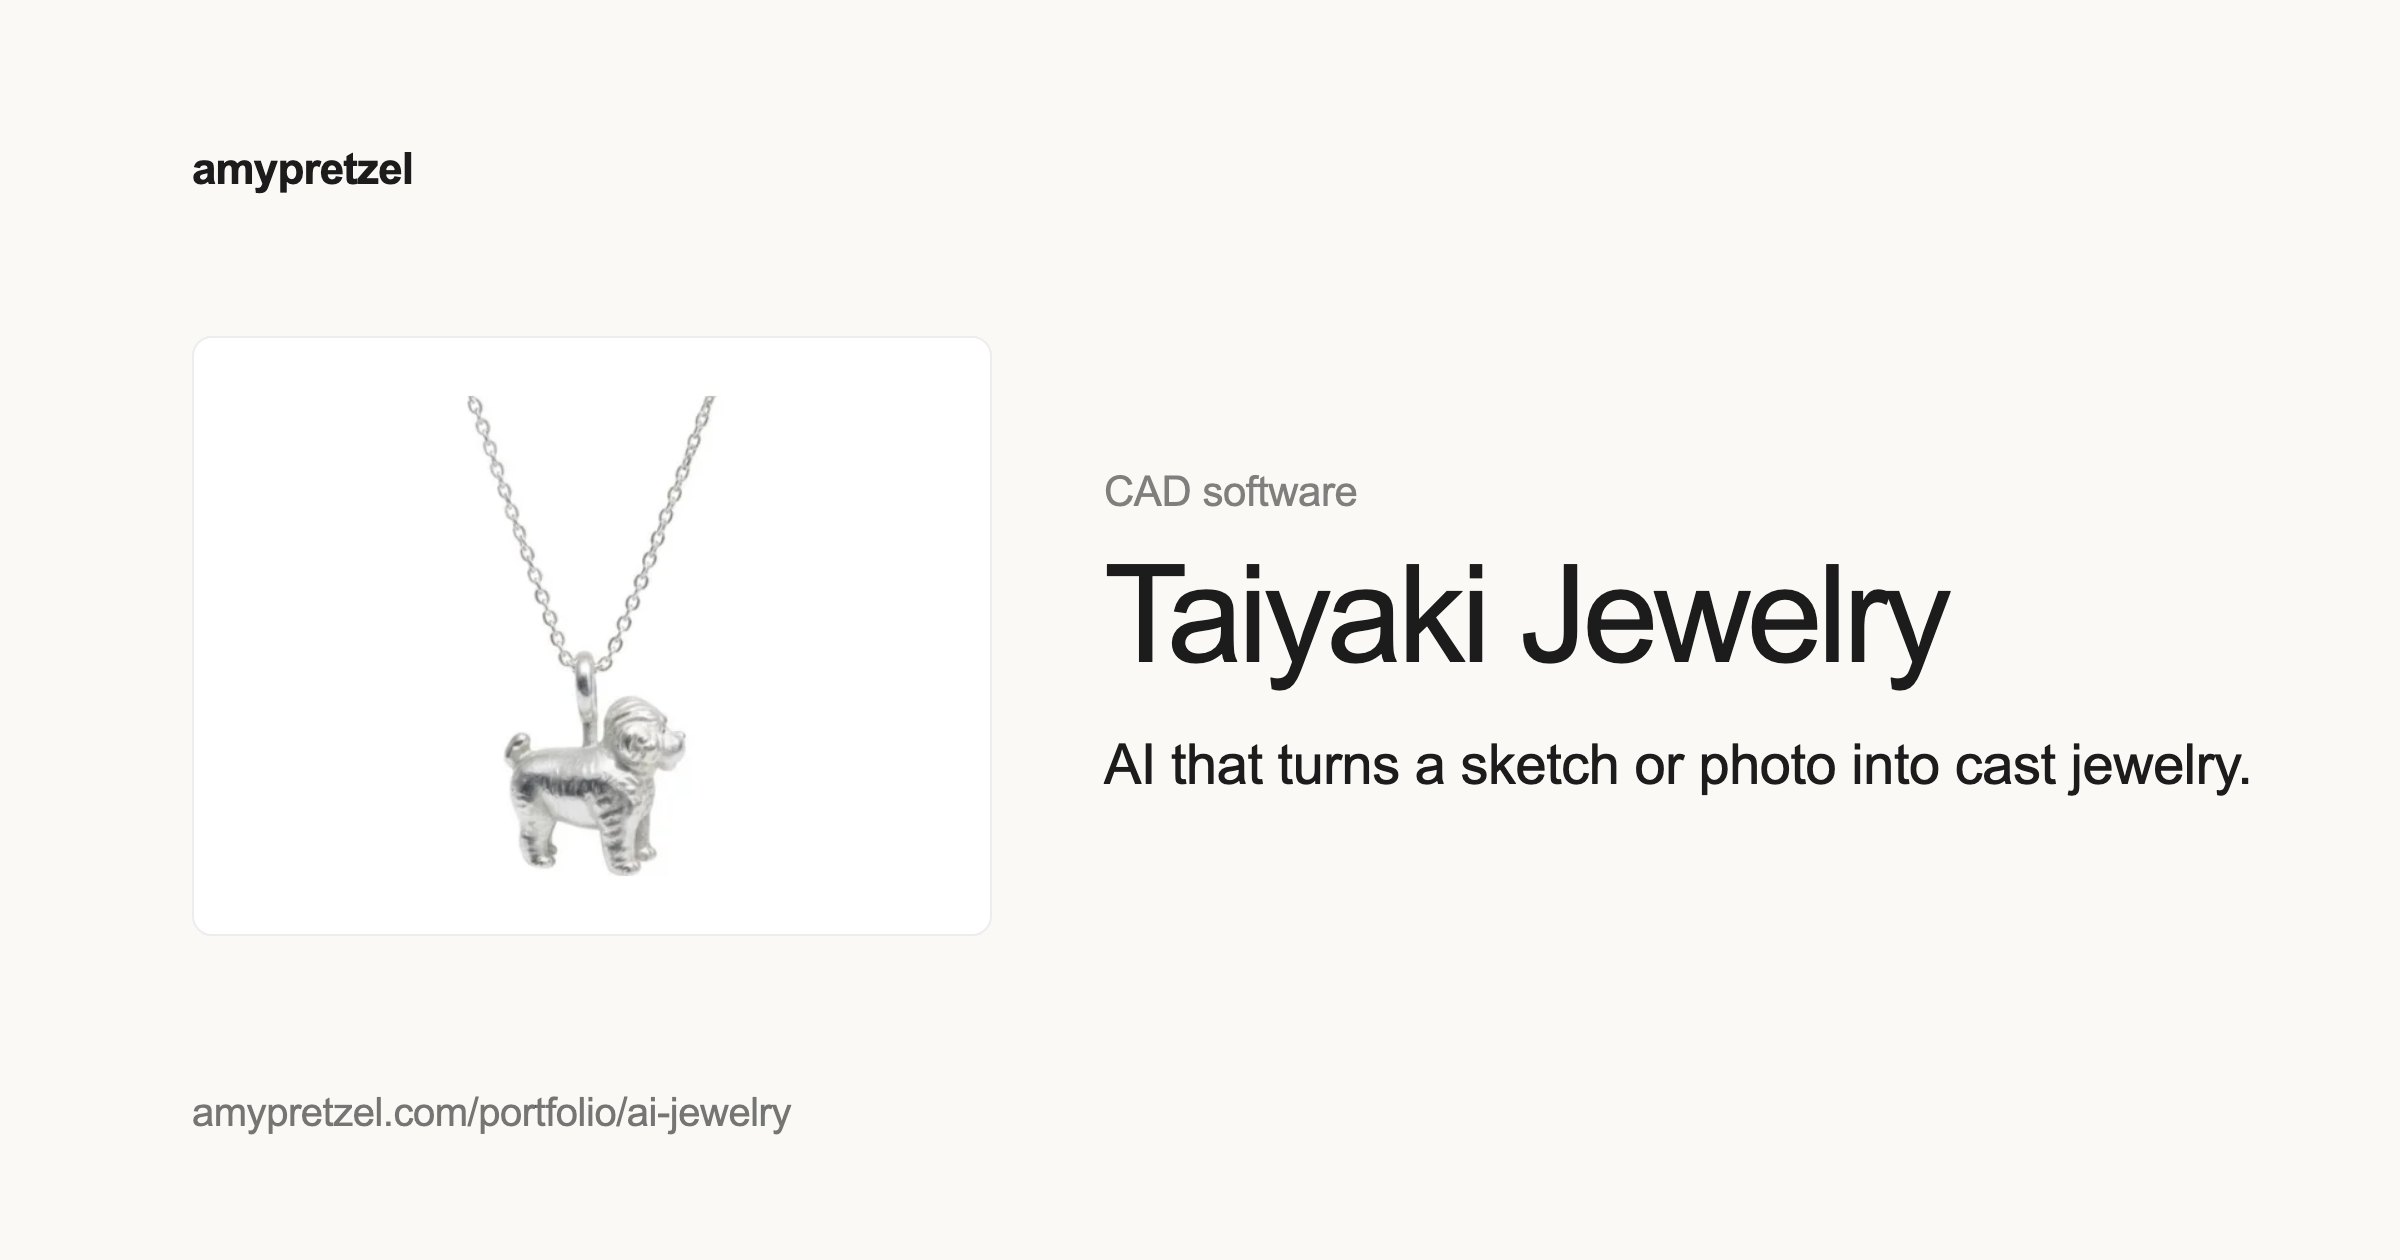 amypretzel
CAD software
Taiyaki Jewelry
AI that turns a sketch or photo into cast jewelry.
amypretzel.com/portfolio/ai-jewelry